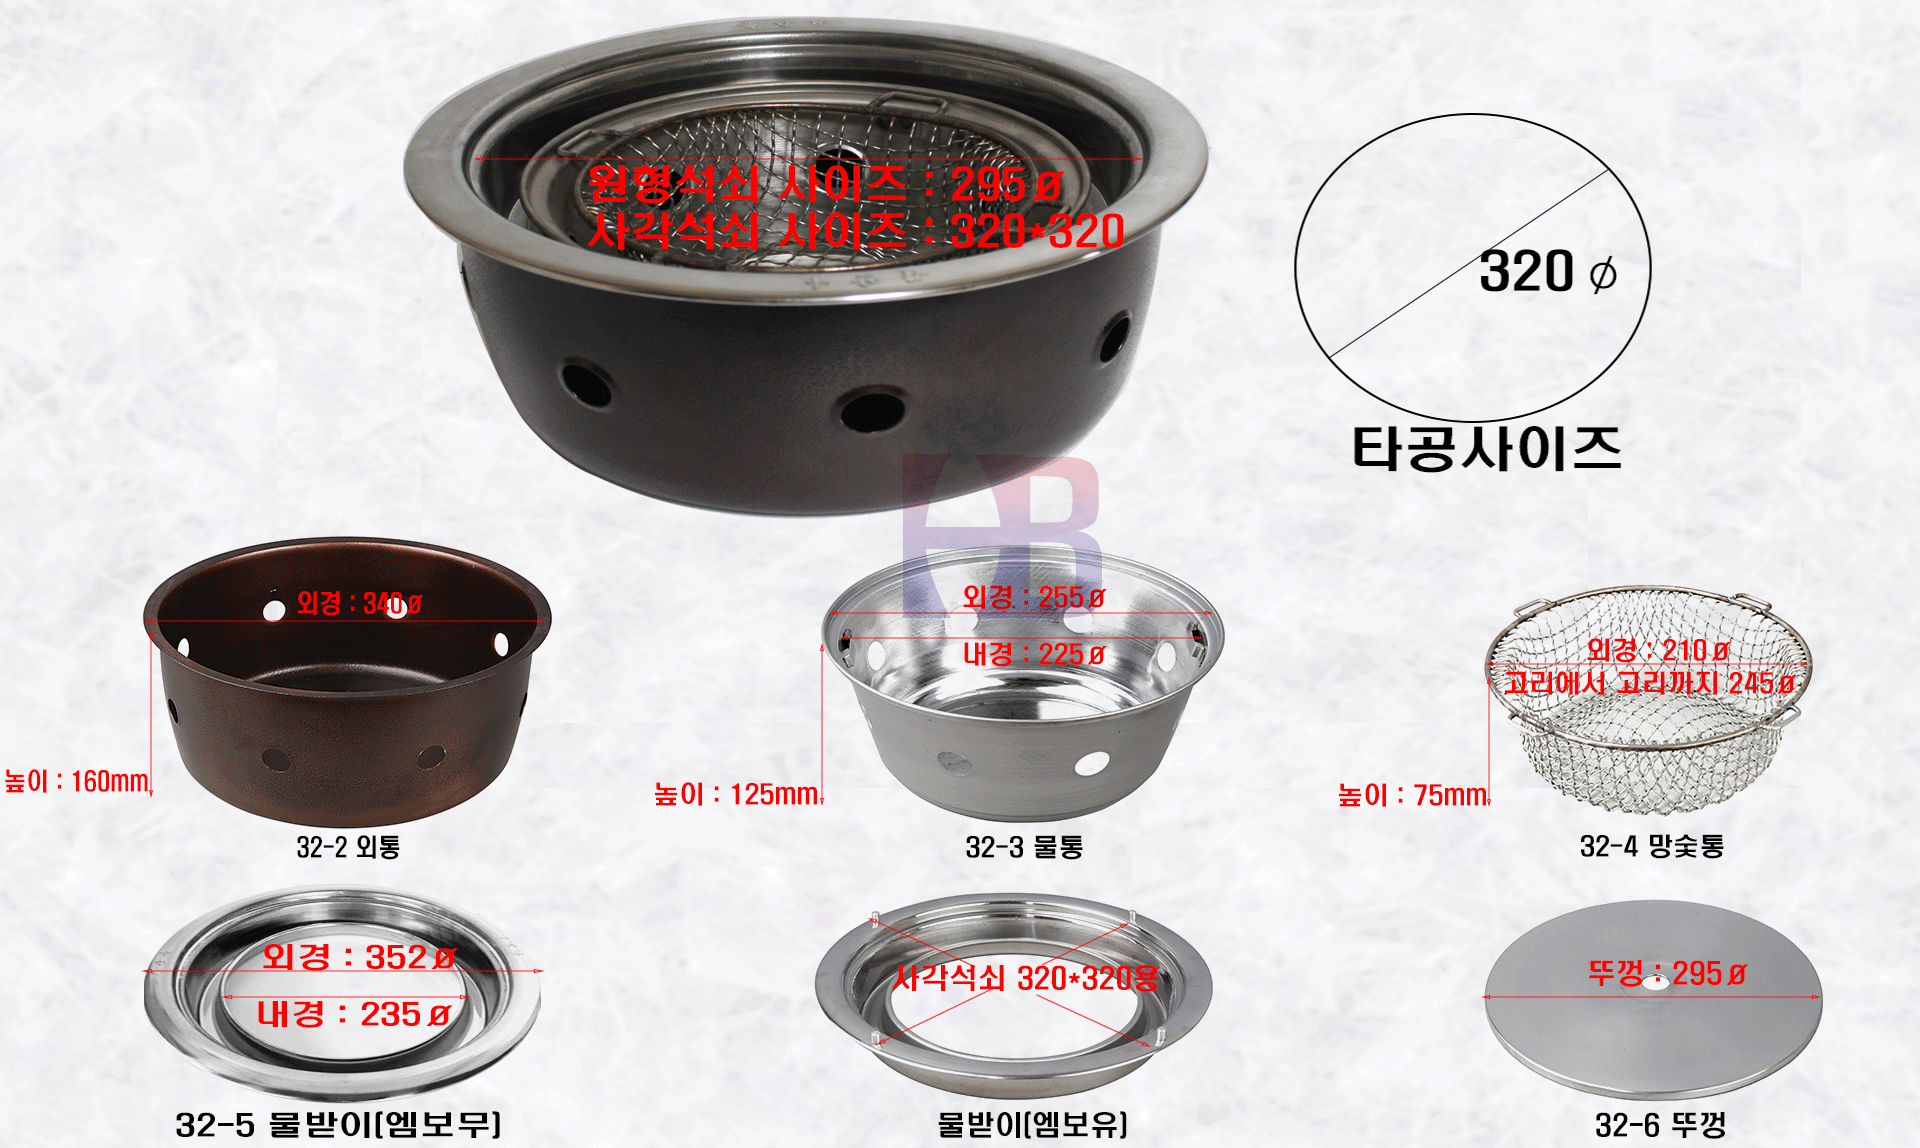 원형석쇠 사이즈 : 295ø
사각석쇠 사이즈 : 320*320
320 ø
타공사이즈
외경 : 340ø
높이 : 160mm
32-2 외통
외경 : 255ø
내경 : 225ø
높이 : 125mm
32-3 물통
외경 : 210ø
고리에서 고리까지 245ø
높이 : 75mm
32-4 망숯통
외경 : 352ø
내경 : 235ø
32-5 물받이(엠보무)
사각석쇠 320*320용
물받이(엠보유)
뚜껑 : 295ø
32-6 뚜껑